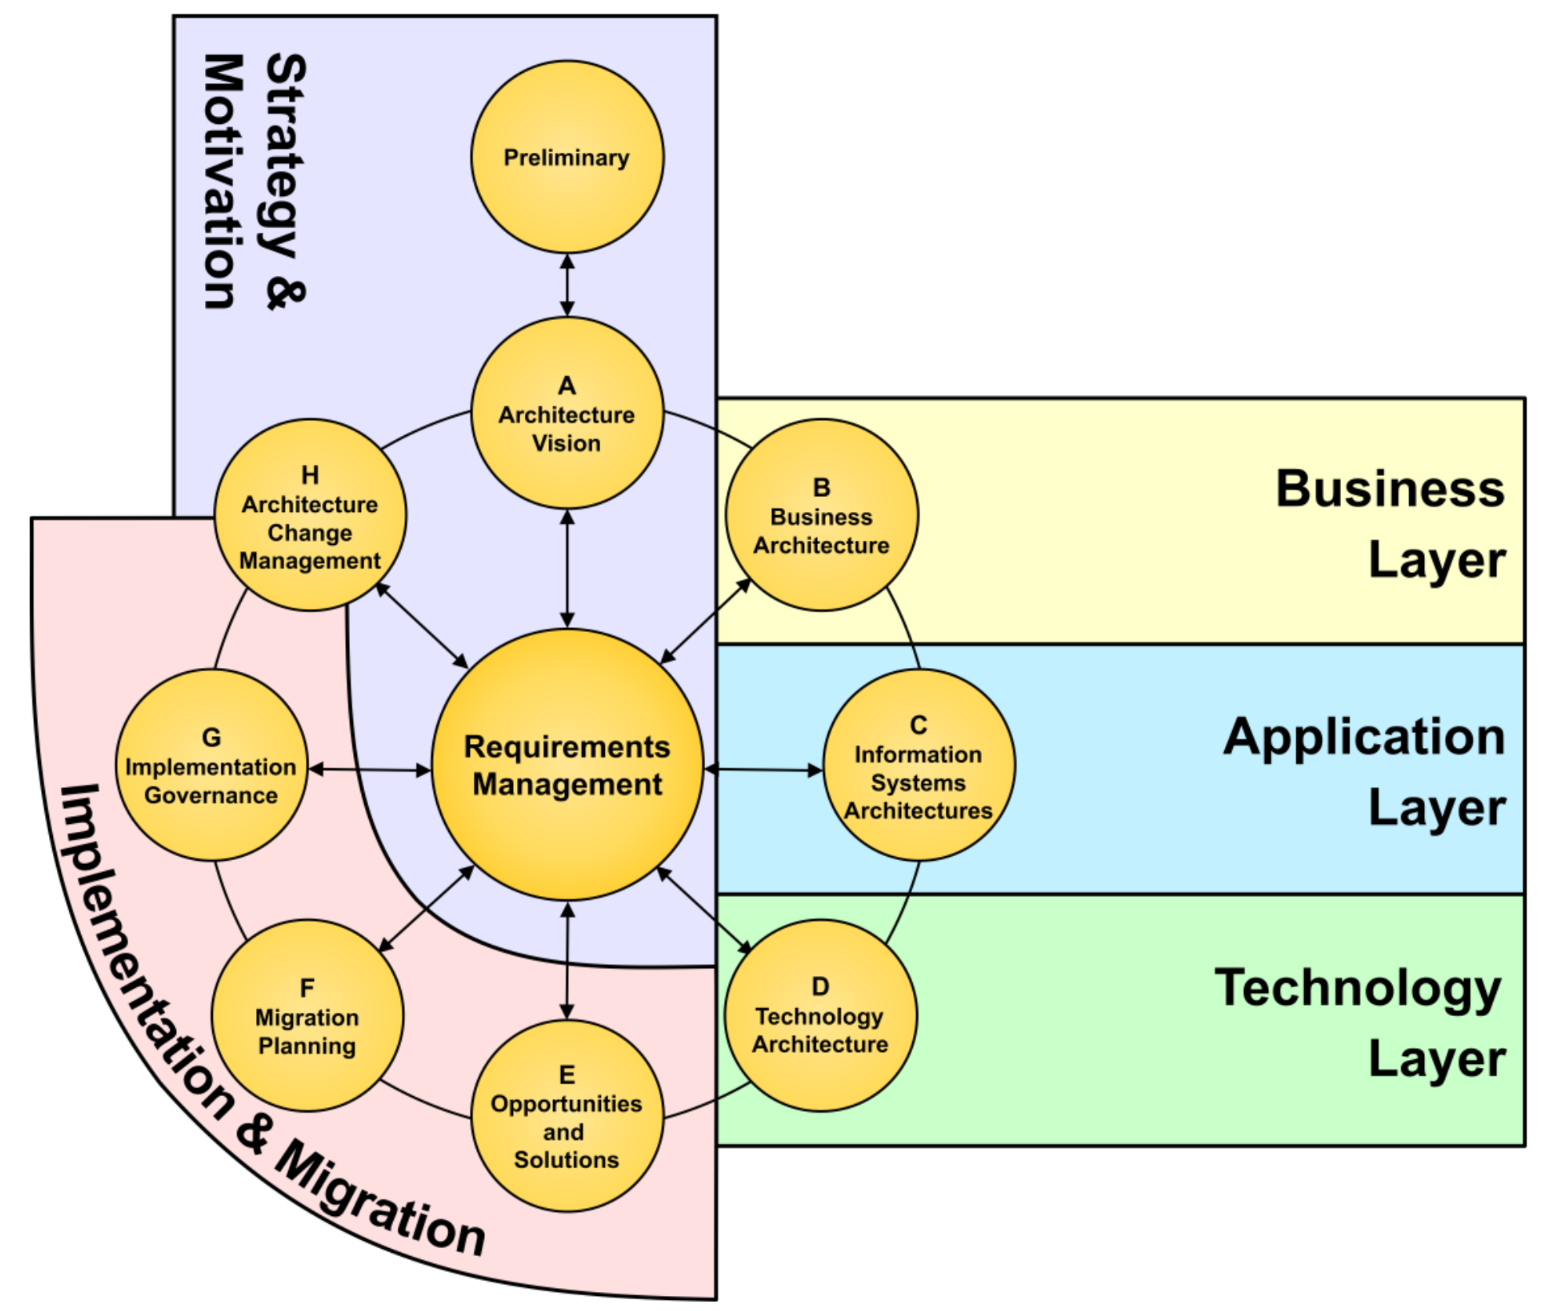 Strategy &
Motivation
Preliminary
A
Architecture
Vision
H
Architecture
Change
Management
B
Business
Architecture
Business
Layer
Requirements
Management
G
Implementation
Governance
C
Information
Systems
Architectures
Application
Layer
F
Migration
Planning
D
Technology
Architecture
Technology
Layer
E
Opportunities
and
Solutions
Implementation & Migration